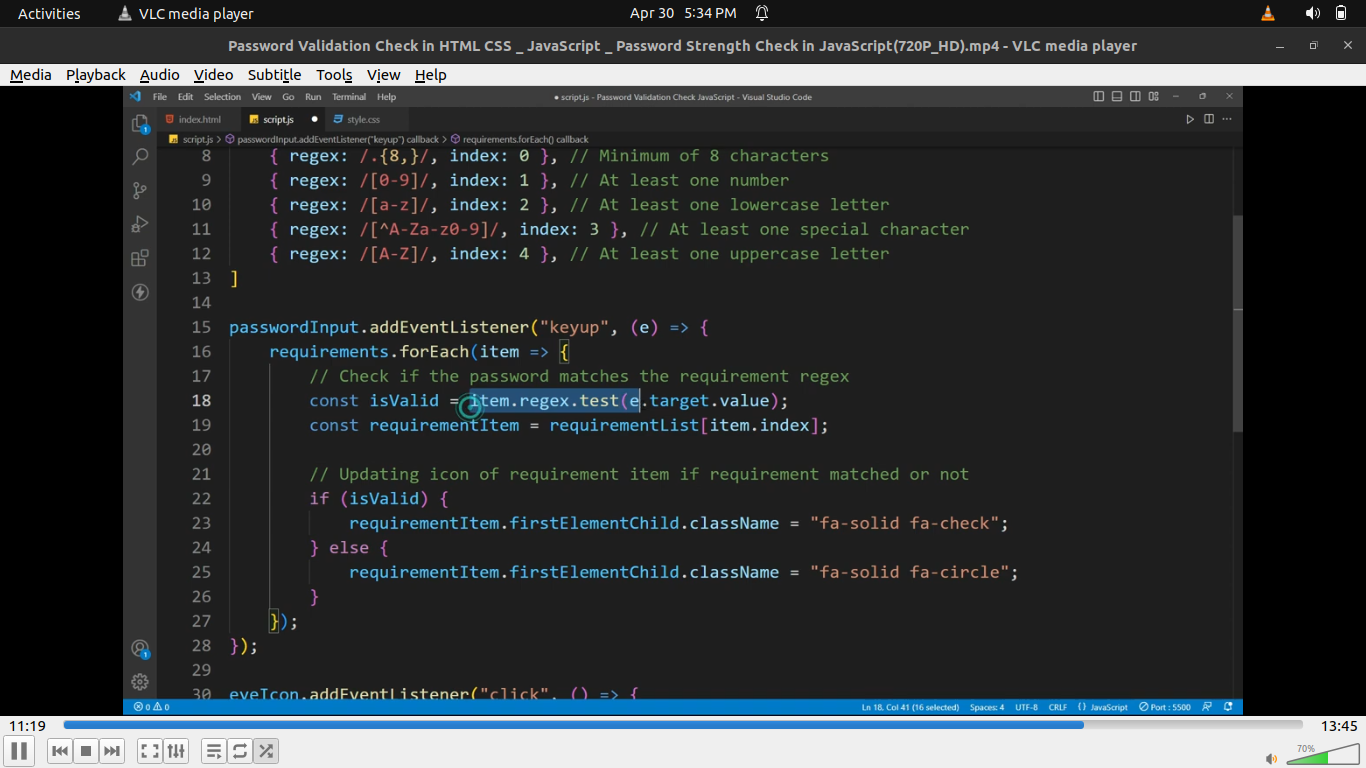 Activities
VLC media player
Apr 30 5:34 PM
Password Validation Check in HTML CSS _ JavaScript _ Password Strength Check in JavaScript(720P_HD).mp4 - VLC media player
Media Playback Audio Video Subtitle Tools View Help
File Edit Selection View Go Run Terminal Help
● script.js - Password Validation Check JavaScript - Visual Studio Code
index.html
script.js
style.css
script.js > passwordInput.addEventListener("keyup") callback > requirements.forEach() callback
8 { regex: /.{8,}/, index: 0 }, // Minimum of 8 characters
9 { regex: /[0-9]/, index: 1 }, // At least one number
10 { regex: /[a-z]/, index: 2 }, // At least one lowercase letter
11 { regex: /[^A-Za-z0-9]/, index: 3 }, // At least one special character
12 { regex: /[A-Z]/, index: 4 }, // At least one uppercase letter
13 ]
14
15 passwordInput.addEventListener("keyup", (e) => {
16 requirements.forEach(item => {
17 // Check if the password matches the requirement regex
18 const isValid = item.regex.test(e.target.value);
19 const requirementItem = requirementList[item.index];
20
21 // Updating icon of requirement item if requirement matched or not
22 if (isValid) {
23 requirementItem.firstElementChild.className = "fa-solid fa-check";
24 } else {
25 requirementItem.firstElementChild.className = "fa-solid fa-circle";
26 }
27 });
28 });
29
30 eyeIcon.addEventListener("click", () => {
0 0
Ln 18, Col 41 (16 selected) Spaces: 4 UTF-8 CRLF {} JavaScript Port : 5500
11:19
13:45
70%